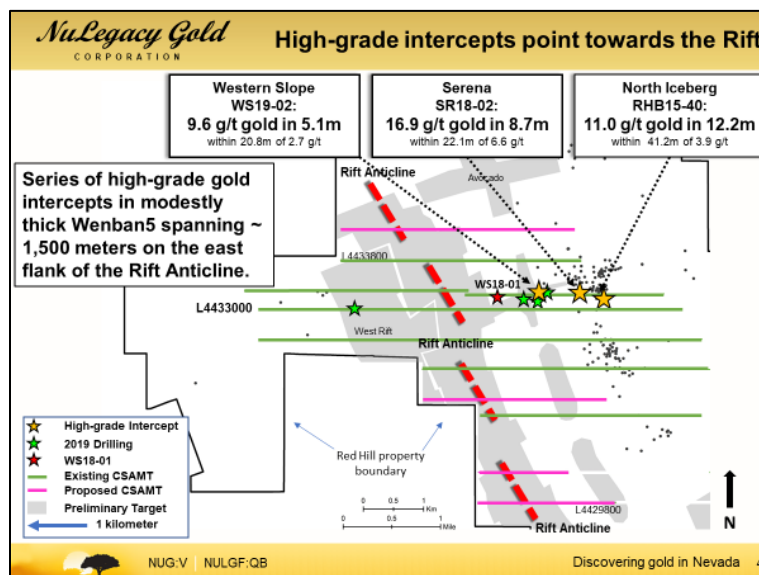 NuLegacy Gold
CORPORATION
High-grade intercepts point towards the Rift
Western Slope
WS19-02:
9.6 g/t gold in 5.1m
within 20.8m of 2.7 g/t
Serena
SR18-02:
16.9 g/t gold in 8.7m
within 22.1m of 6.6 g/t
North Iceberg
RHB15-40:
11.0 g/t gold in 12.2m
within 41.2m of 3.9 g/t
Series of high-grade gold
intercepts in modestly
thick Wenban5 spanning ~
1,500 meters on the east
flank of the Rift Anticline.
Rift Anticline
Avocado
L4433800
WS18-01
L4433000
West Rift
Rift Anticline
High-grade Intercept
2019 Drilling
WS18-01
Existing CSAMT
Proposed CSAMT
Preliminary Target
1 kilometer
Red Hill property
boundary
0.5 0 0.5 1
Km
0.5 0 0.5 1
Mile
L4429800
Rift Anticline
N
NUG:V | NULGF:QB
Discovering gold in Nevada